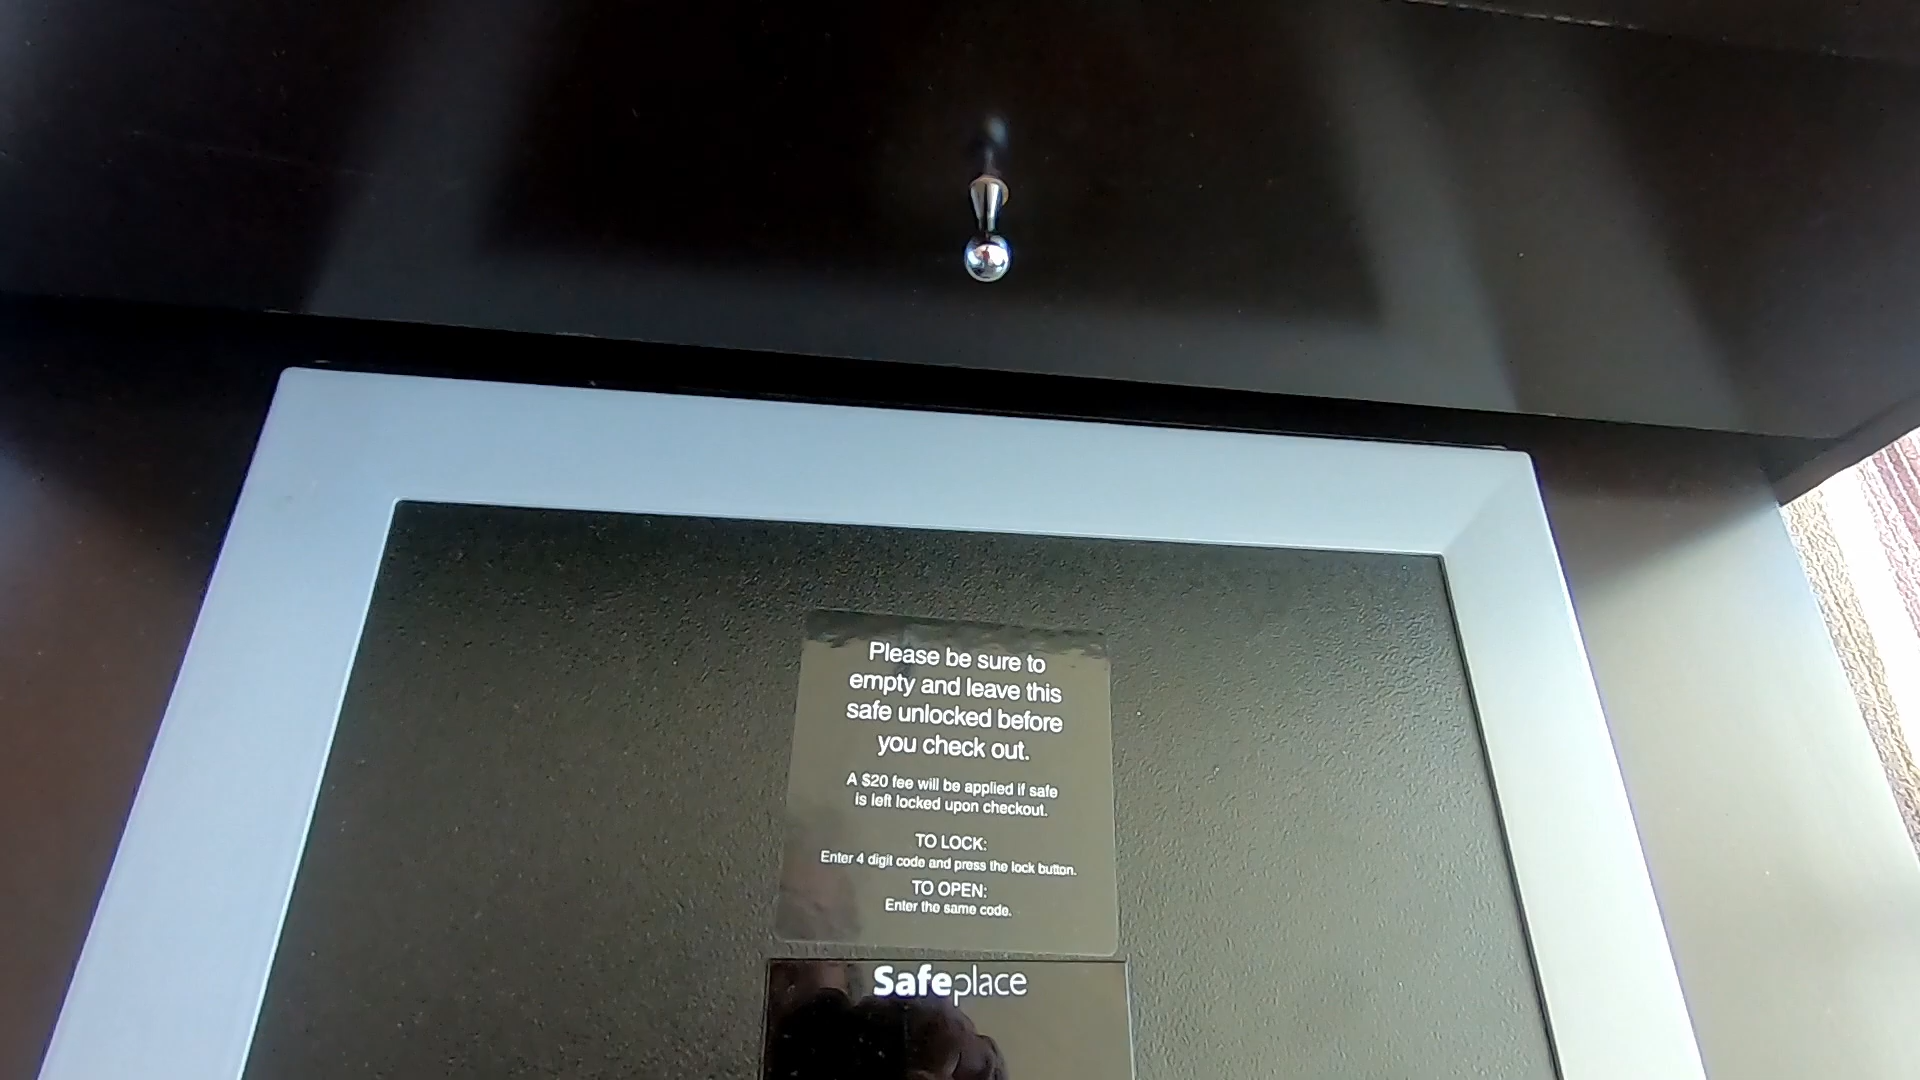 Please be sure to
empty and leave this
safe unlocked before
you check out.
A $20 fee will be applied if safe
is left locked upon checkout.
TO LOCK:
Enter 4 digit code and press the lock button.
TO OPEN:
Enter the same code.
Safeplace